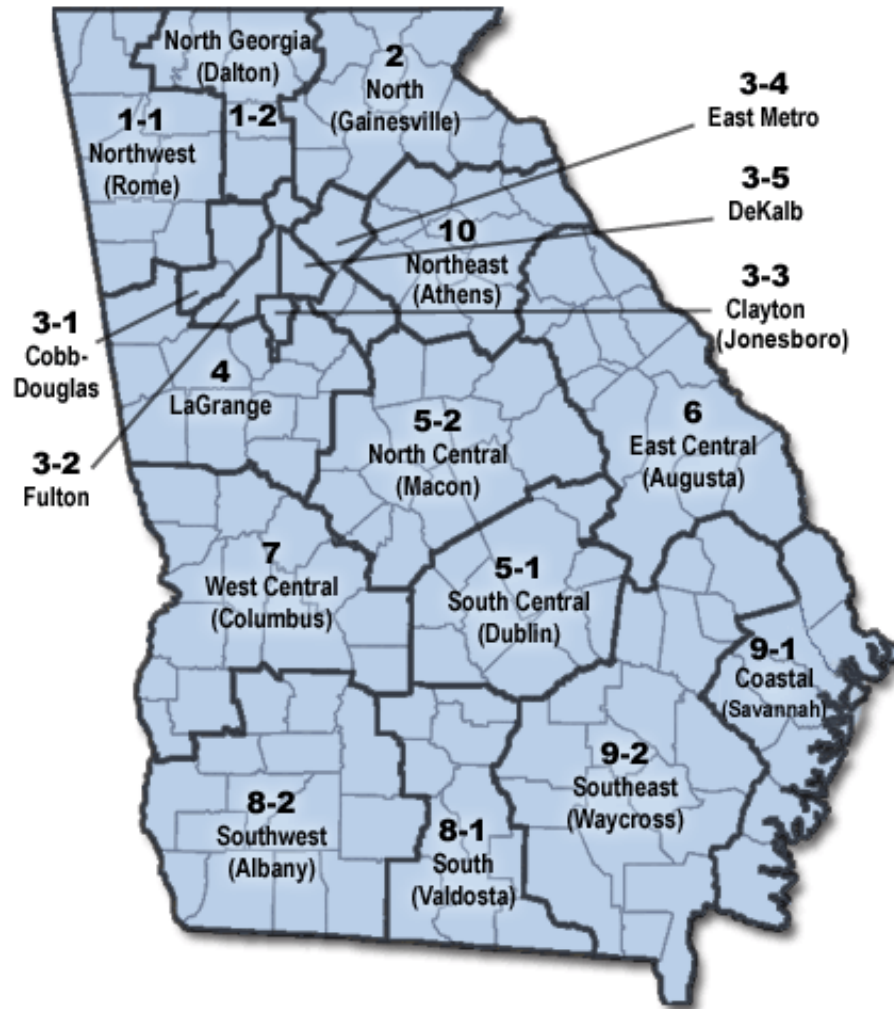 North Georgia
(Dalton)
1-2
2
North
(Gainesville)
3-4
East Metro
1-1
Northwest
(Rome)
3-5
DeKalb
10
Northeast
(Athens)
3-3
Clayton
(Jonesboro)
3-1
Cobb-
Douglas
4
LaGrange
3-2
Fulton
5-2
North Central
(Macon)
6
East Central
(Augusta)
7
West Central
(Columbus)
5-1
South Central
(Dublin)
9-1
Coastal
(Savannah)
9-2
Southeast
(Waycross)
8-2
Southwest
(Albany)
8-1
South
(Valdosta)